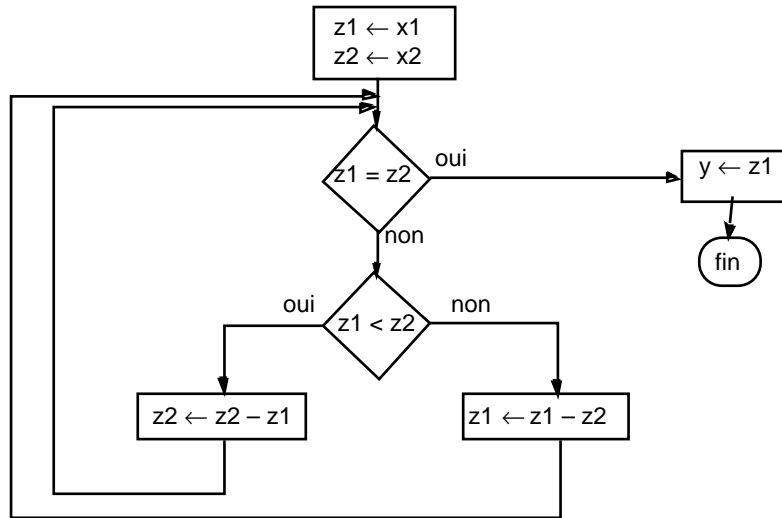 z1 ← x1
z2 ← x2
z1 = z2
oui
y ← z1
non
fin
oui
z1 < z2
non
z2 ← z2 – z1
z1 ← z1 – z2